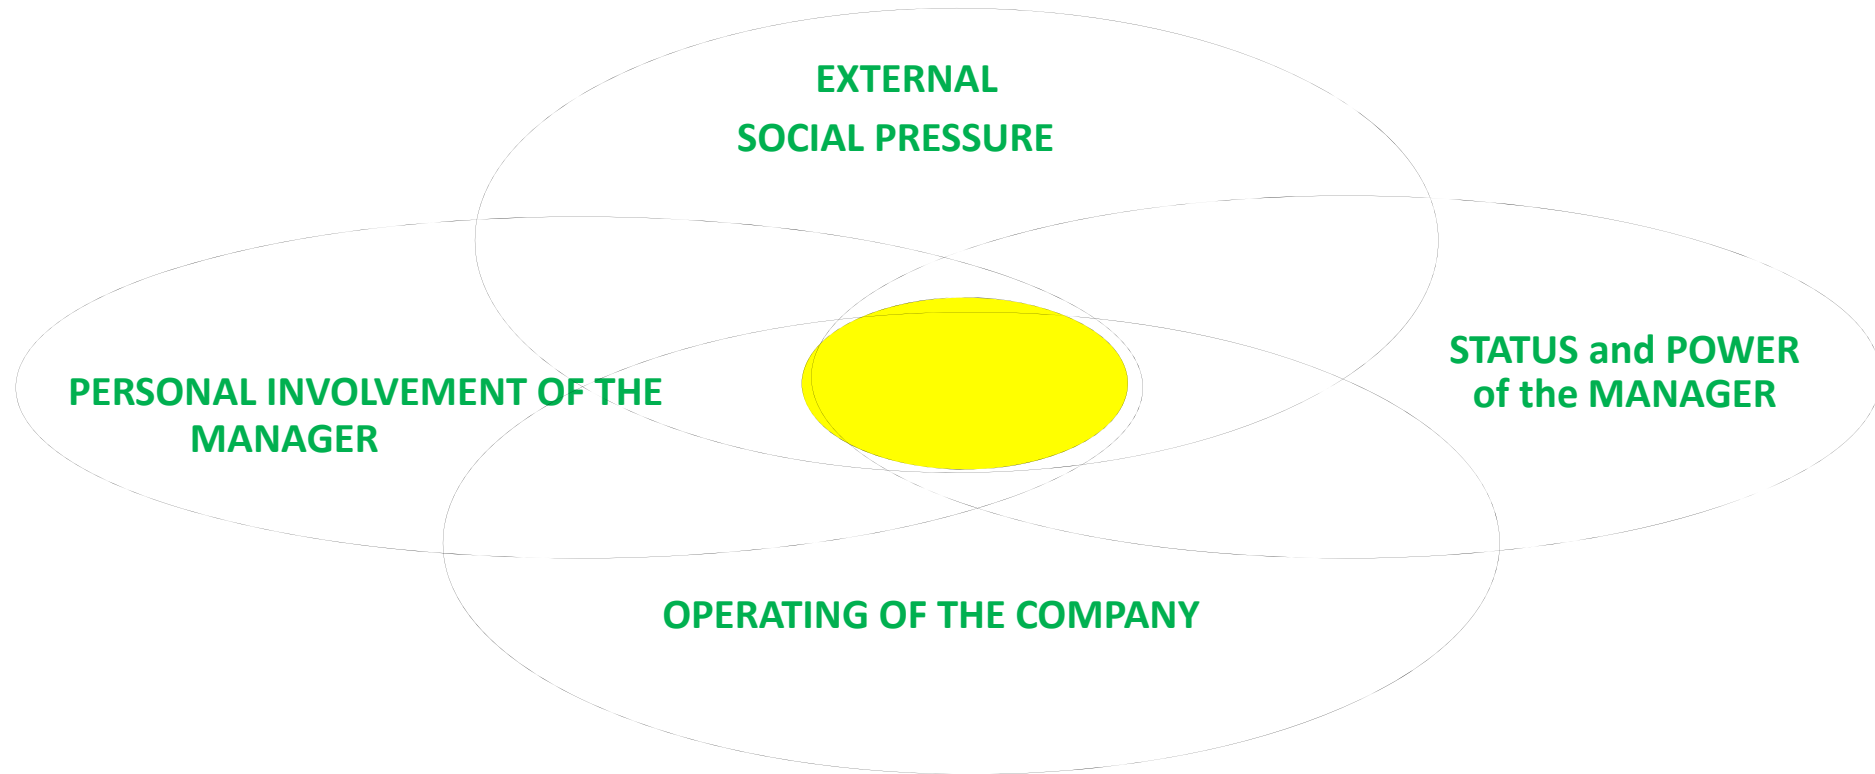 EXTERNAL
SOCIAL PRESSURE
STATUS and POWER
of the MANAGER
PERSONAL INVOLVEMENT OF THE
MANAGER
OPERATING OF THE COMPANY